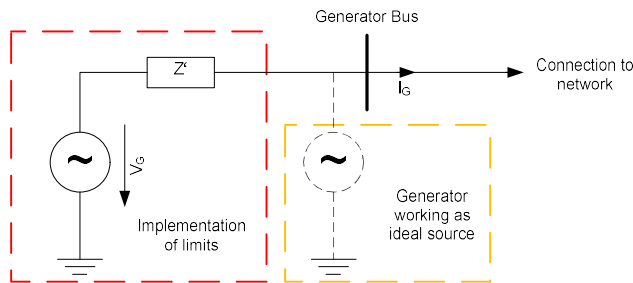 Generator Bus
Z'
I_G
Connection to
network
~
~
V_G
Implementation
of limits
Generator
working as
ideal source